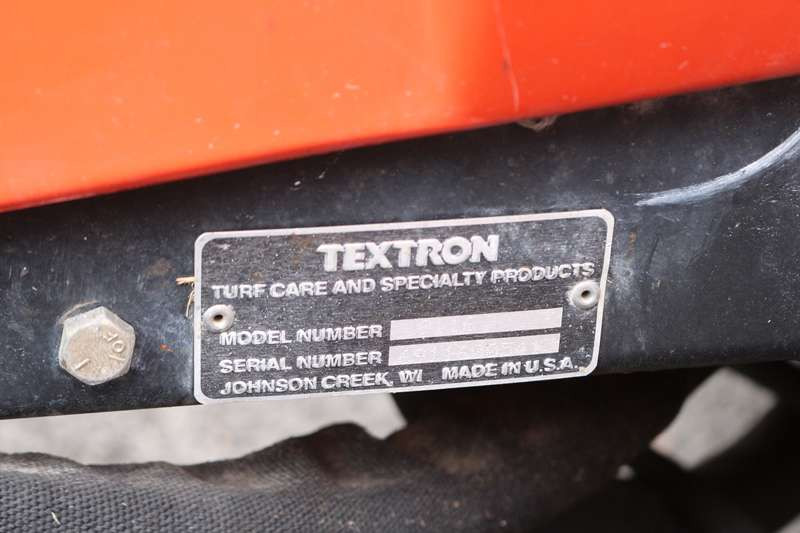 TEXTRON
TURF CARE AND SPECIALTY PRODUCTS
MODEL NUMBER
SERIAL NUMBER
JOHNSON CREEK, WI MADE IN U.S.A.